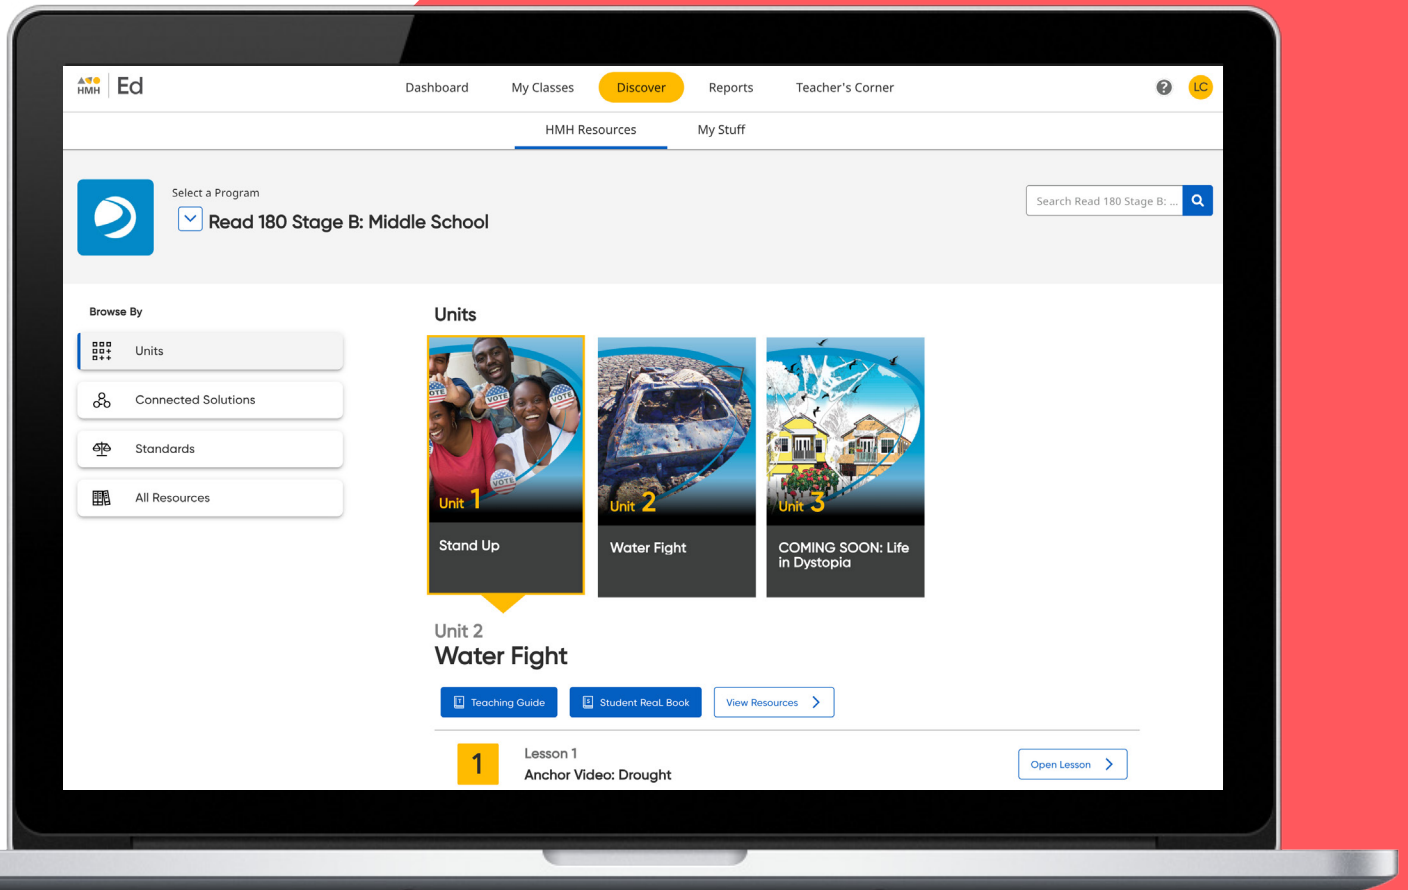 HMH
Ed
Dashboard
My Classes
Discover
Reports
Teacher's Corner
?
LC
HMH Resources
My Stuff
Select a Program
Read 180 Stage B: Middle School
Search Read 180 Stage B: ...
Browse By
Units
Connected Solutions
Standards
All Resources
Units
VOTE
VOTE
VOTE
VOTE
Unit 1
Stand Up
Unit 2
Water Fight
Unit 3
COMING SOON: Life
in Dystopia
Unit 2
Water Fight
Teaching Guide
Student ReaL Book
View Resources
1
Lesson 1
Anchor Video: Drought
Open Lesson